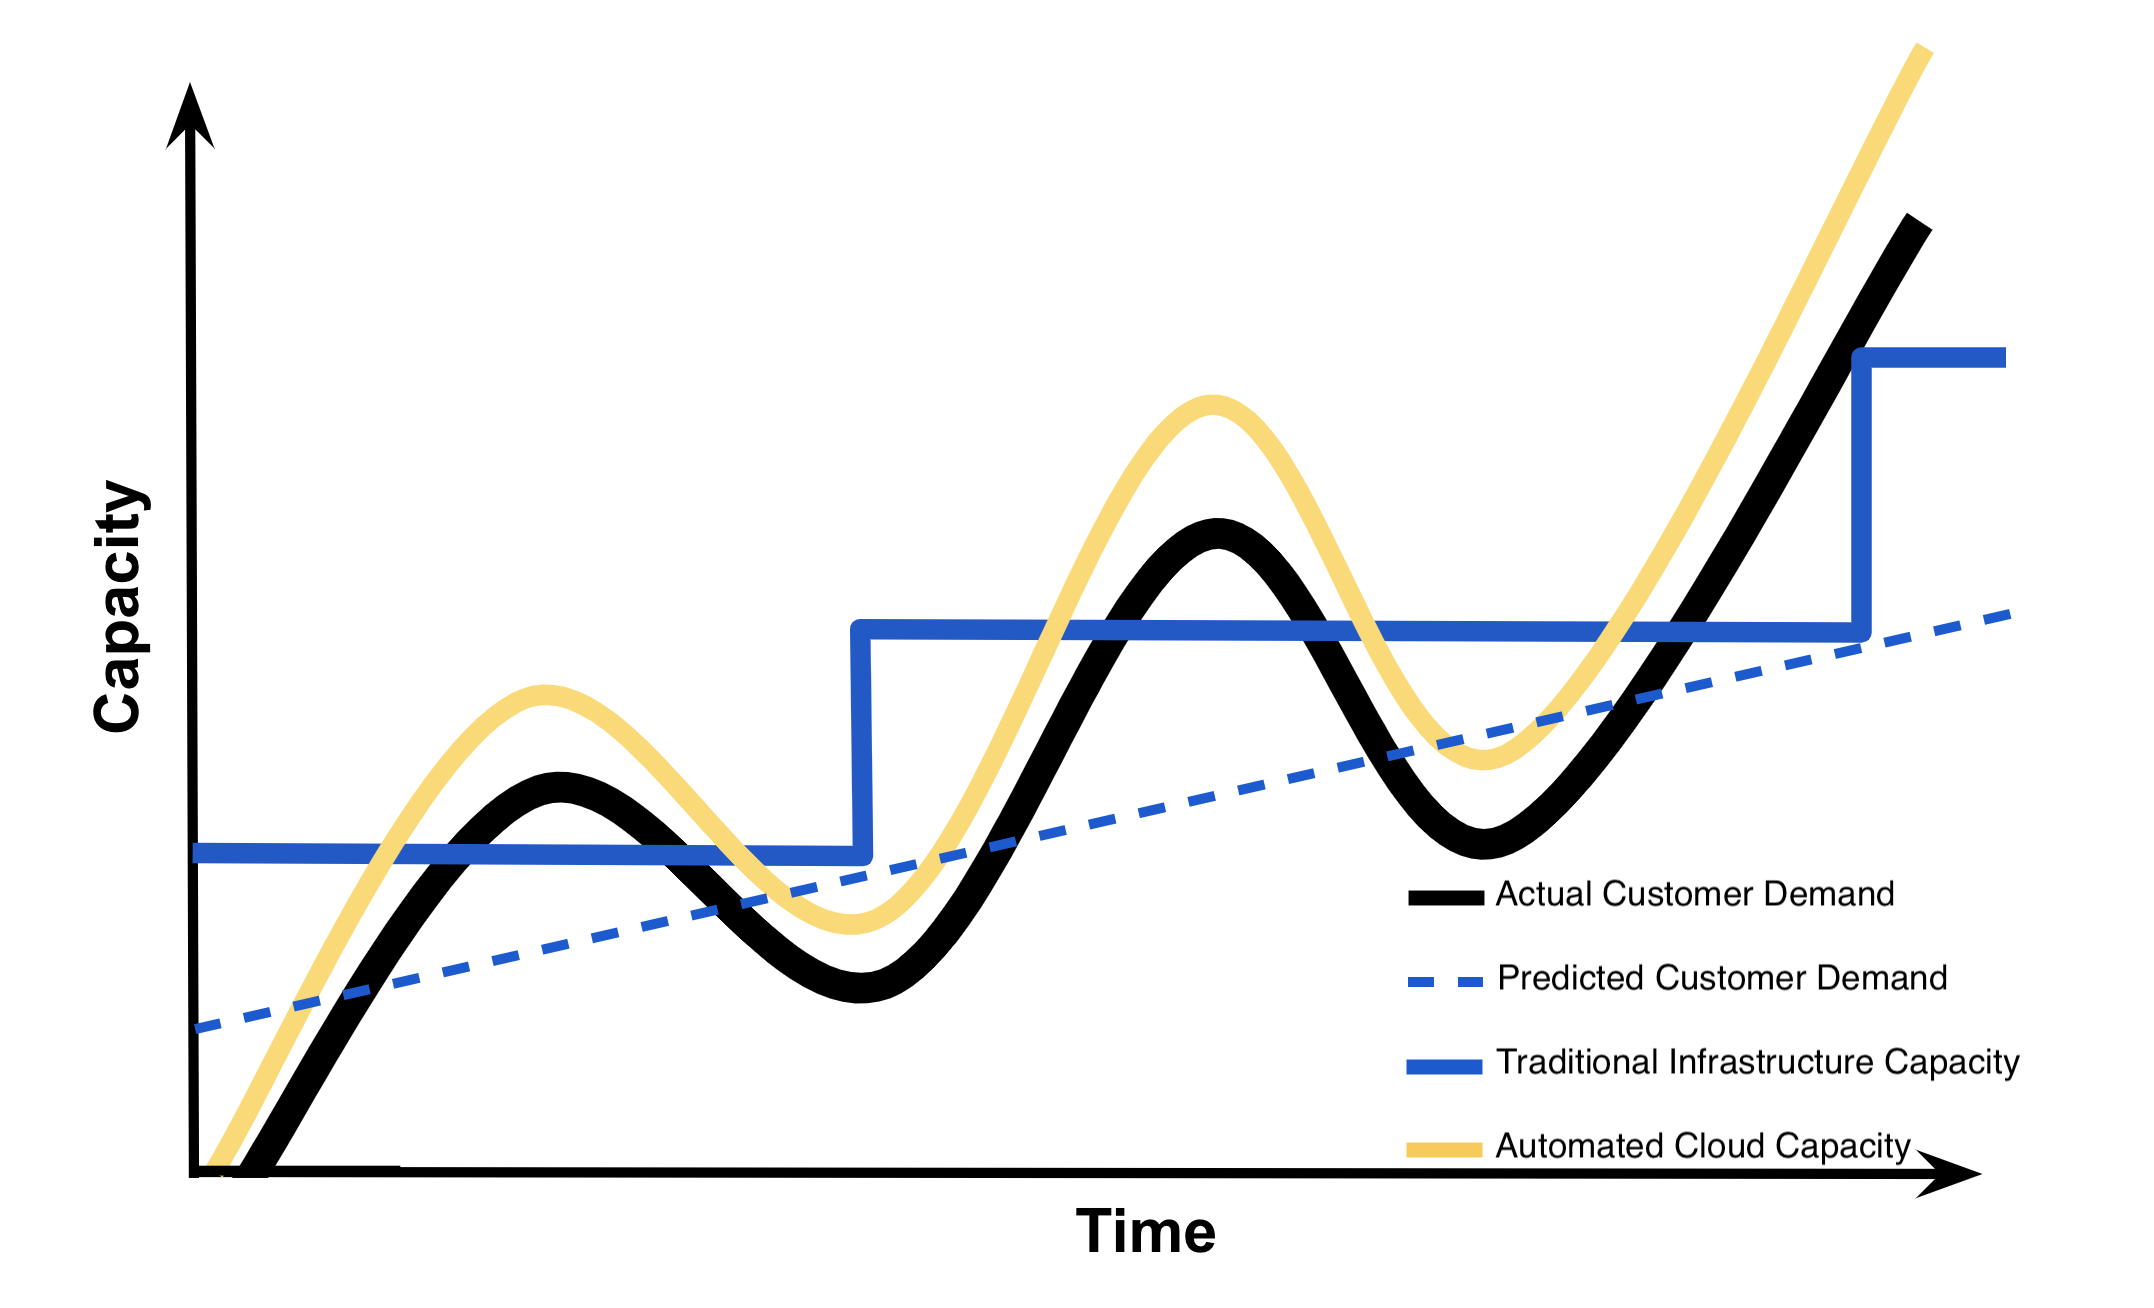 Capacity
Actual Customer Demand
Predicted Customer Demand
Traditional Infrastructure Capacity
Automated Cloud Capacity
Time